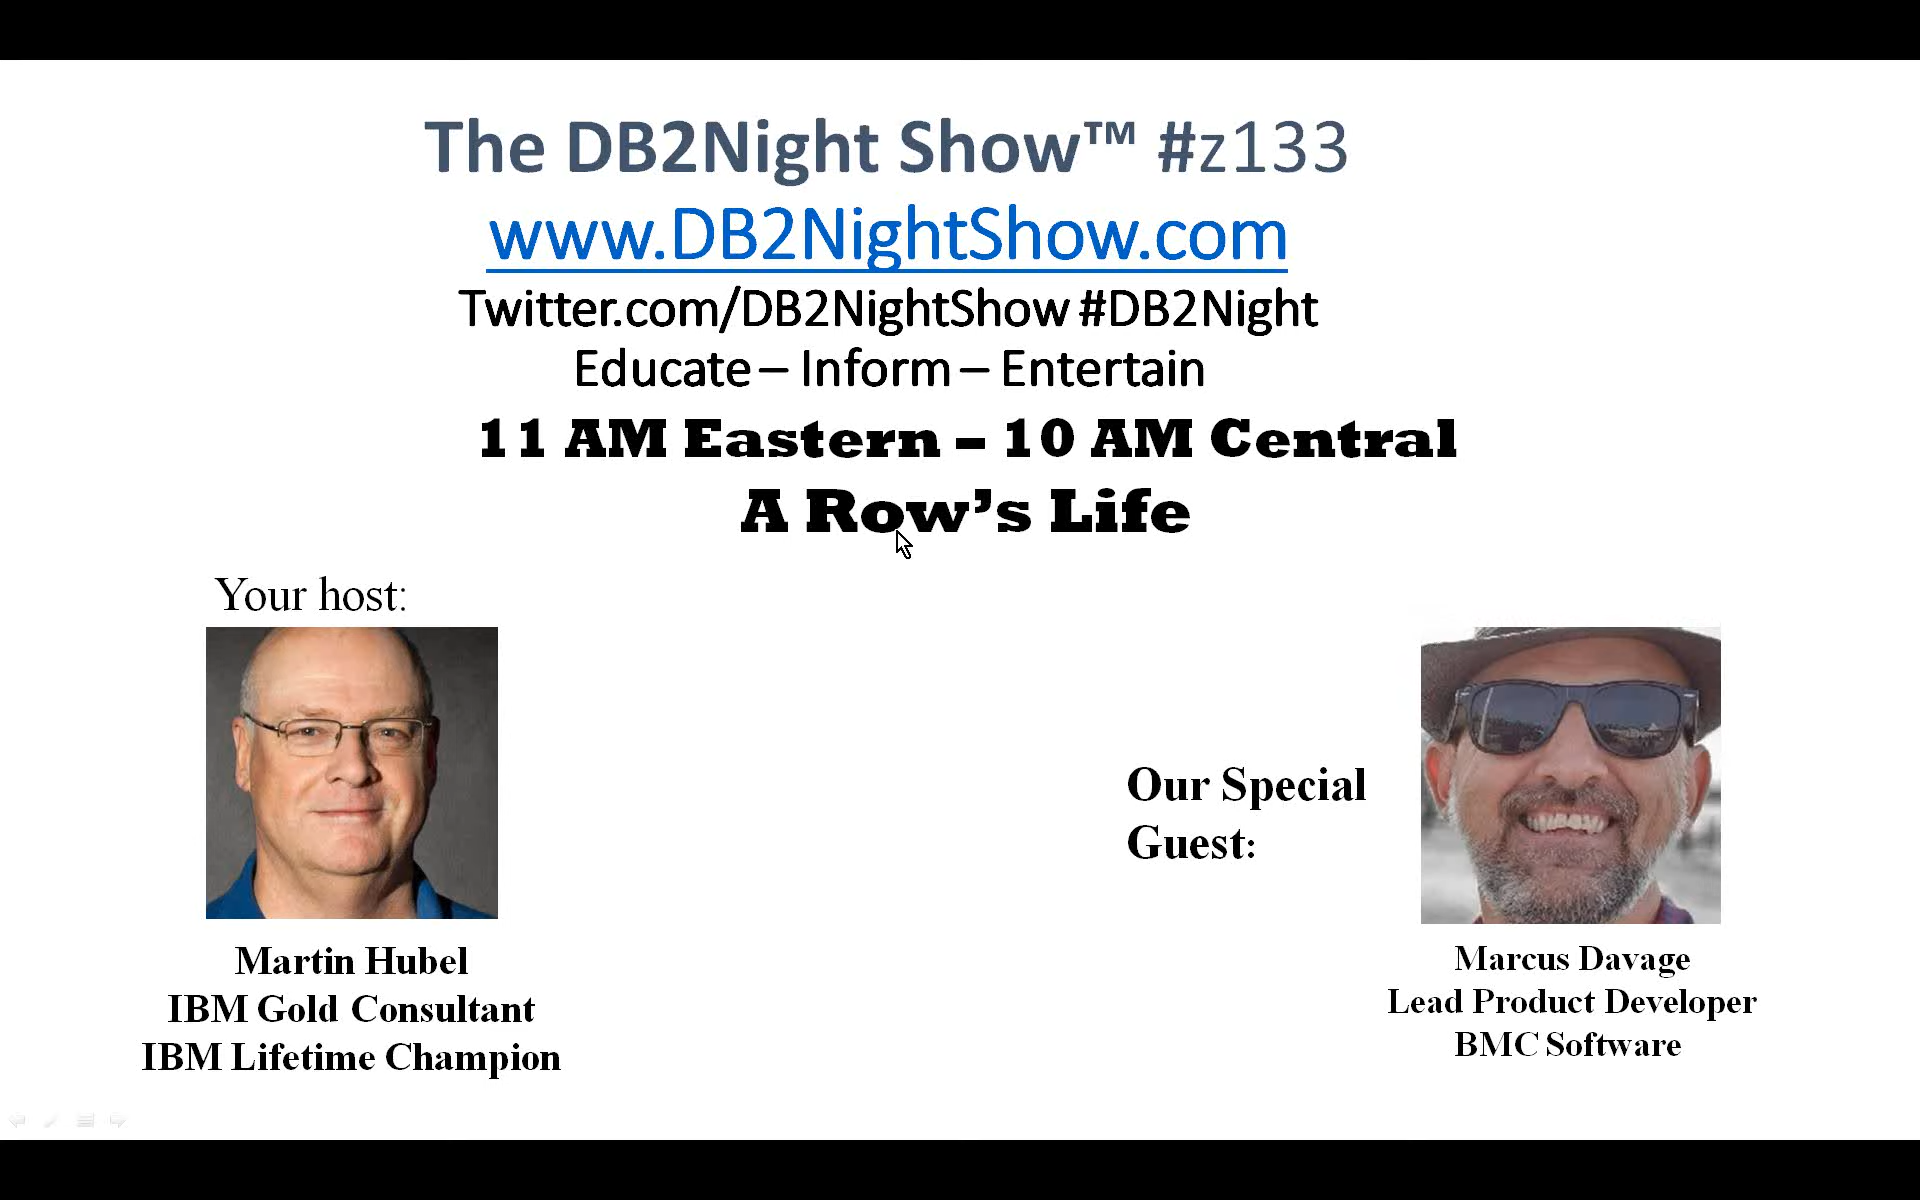 The DB2Night Show™ #z133
www.DB2NightShow.com
Twitter.com/DB2NightShow #DB2Night
Educate – Inform – Entertain
11 AM Eastern – 10 AM Central
A Row’s Life
Your host:
Martin Hubel
IBM Gold Consultant
IBM Lifetime Champion
Our Special
Guest:
Marcus Davage
Lead Product Developer
BMC Software